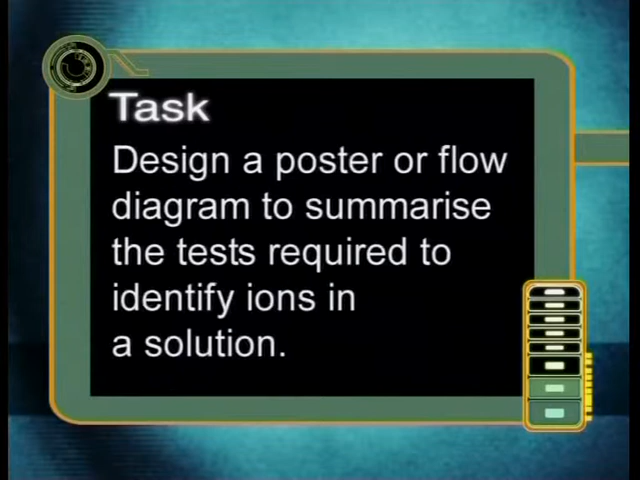 Task
Design a poster or flow
diagram to summarise
the tests required to
identify ions in
a solution.